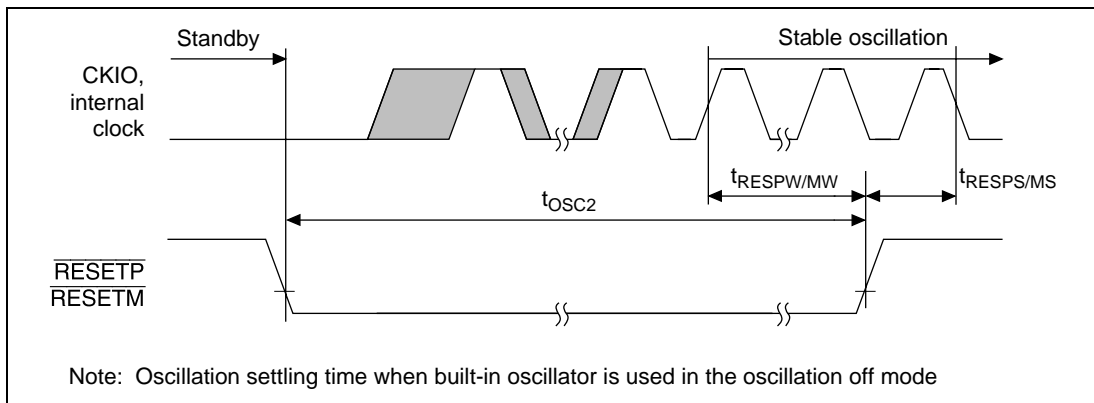 Standby
Stable oscillation
CKIO,
internal
clock
tRESPW/MW
tRESPS/MS
tOSC2
RESETP
RESETM
Note: Oscillation settling time when built-in oscillator is used in the oscillation off mode